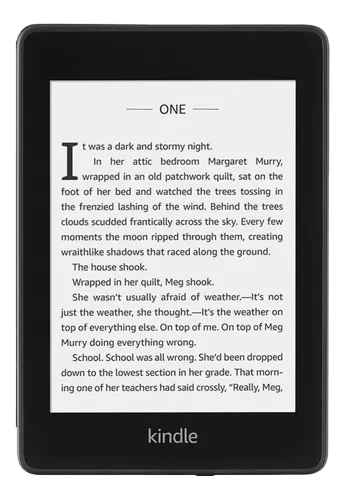 ONE
It was a dark and stormy night.
In her attic bedroom Margaret Murry,
wrapped in an old patchwork quilt, sat on the
foot of her bed and watched the trees tossing in
the frenzied lashing of the wind. Behind the trees
clouds scudded frantically across the sky. Every few
moments the moon ripped through them, creating
wraithlike shadows that raced along the ground.
The house shook.
Wrapped in her quilt, Meg shook.
She wasn't usually afraid of weather.—It's not
just the weather, she thought.—It's the weather on
top of everything else. On top of me. On top of Meg
Murry doing everything wrong.
School. School was all wrong. She'd been dropped
down to the lowest section in her grade. That morn-
ing one of her teachers had said crossly, "Really, Meg,
kindle